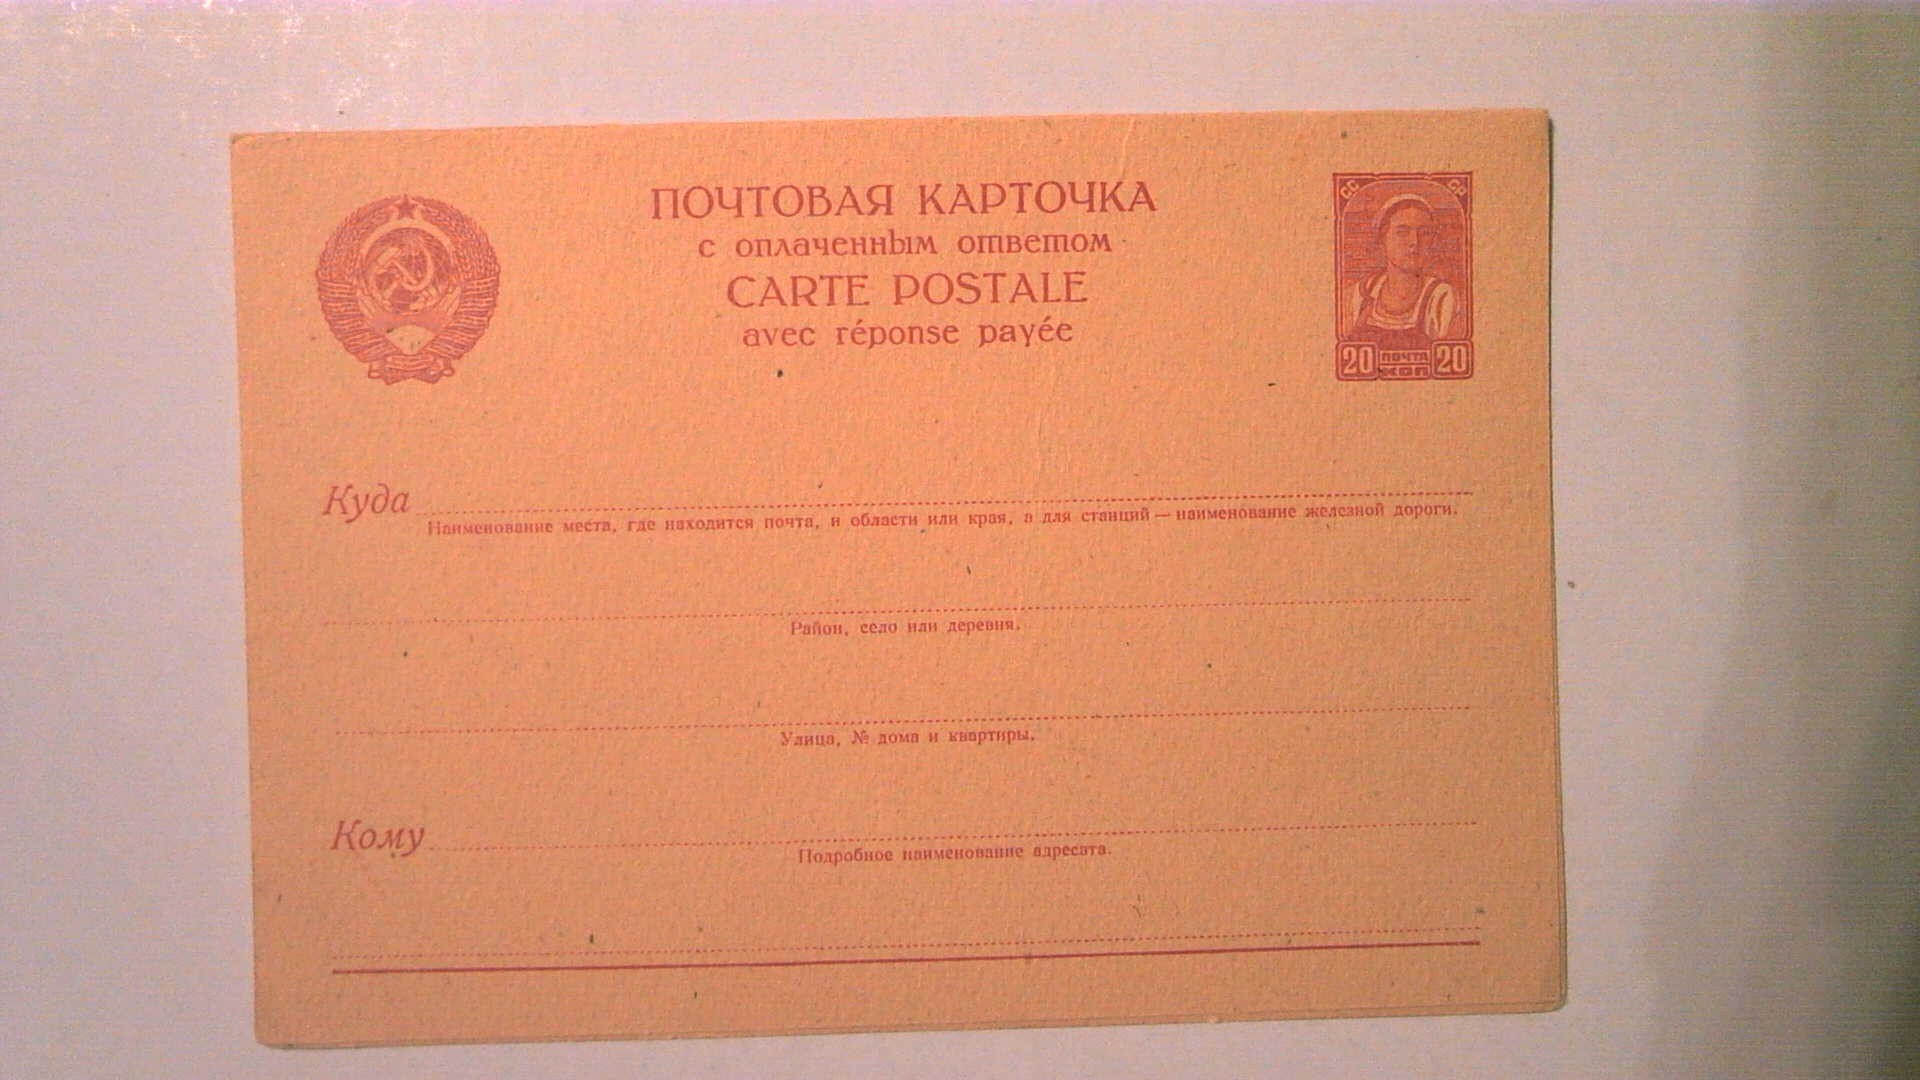 ПОЧТОВАЯ КАРТОЧКА
с оплаченным ответом
CARTE POSTALE
avec réponse payée
СС СР
20 ПОЧТА 20
КОП
Куда
Наименование места, где находится почта, и области или края, а для станций — наименование железной дороги.
Район, село или деревня.
Улица, № дома и квартиры.
Кому
Подробное наименование адресата.